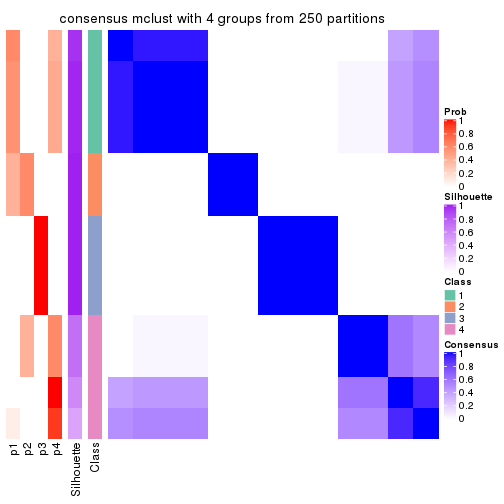 consensus mclust with 4 groups from 250 partitions
Prob
1
0.8
0.6
0.4
0.2
0
Silhouette
1
0.8
0.6
0.4
0.2
0
Class
1
2
3
4
Consensus
1
0.8
0.6
0.4
0.2
0
p1
p2
p3
p4
Silhouette
Class